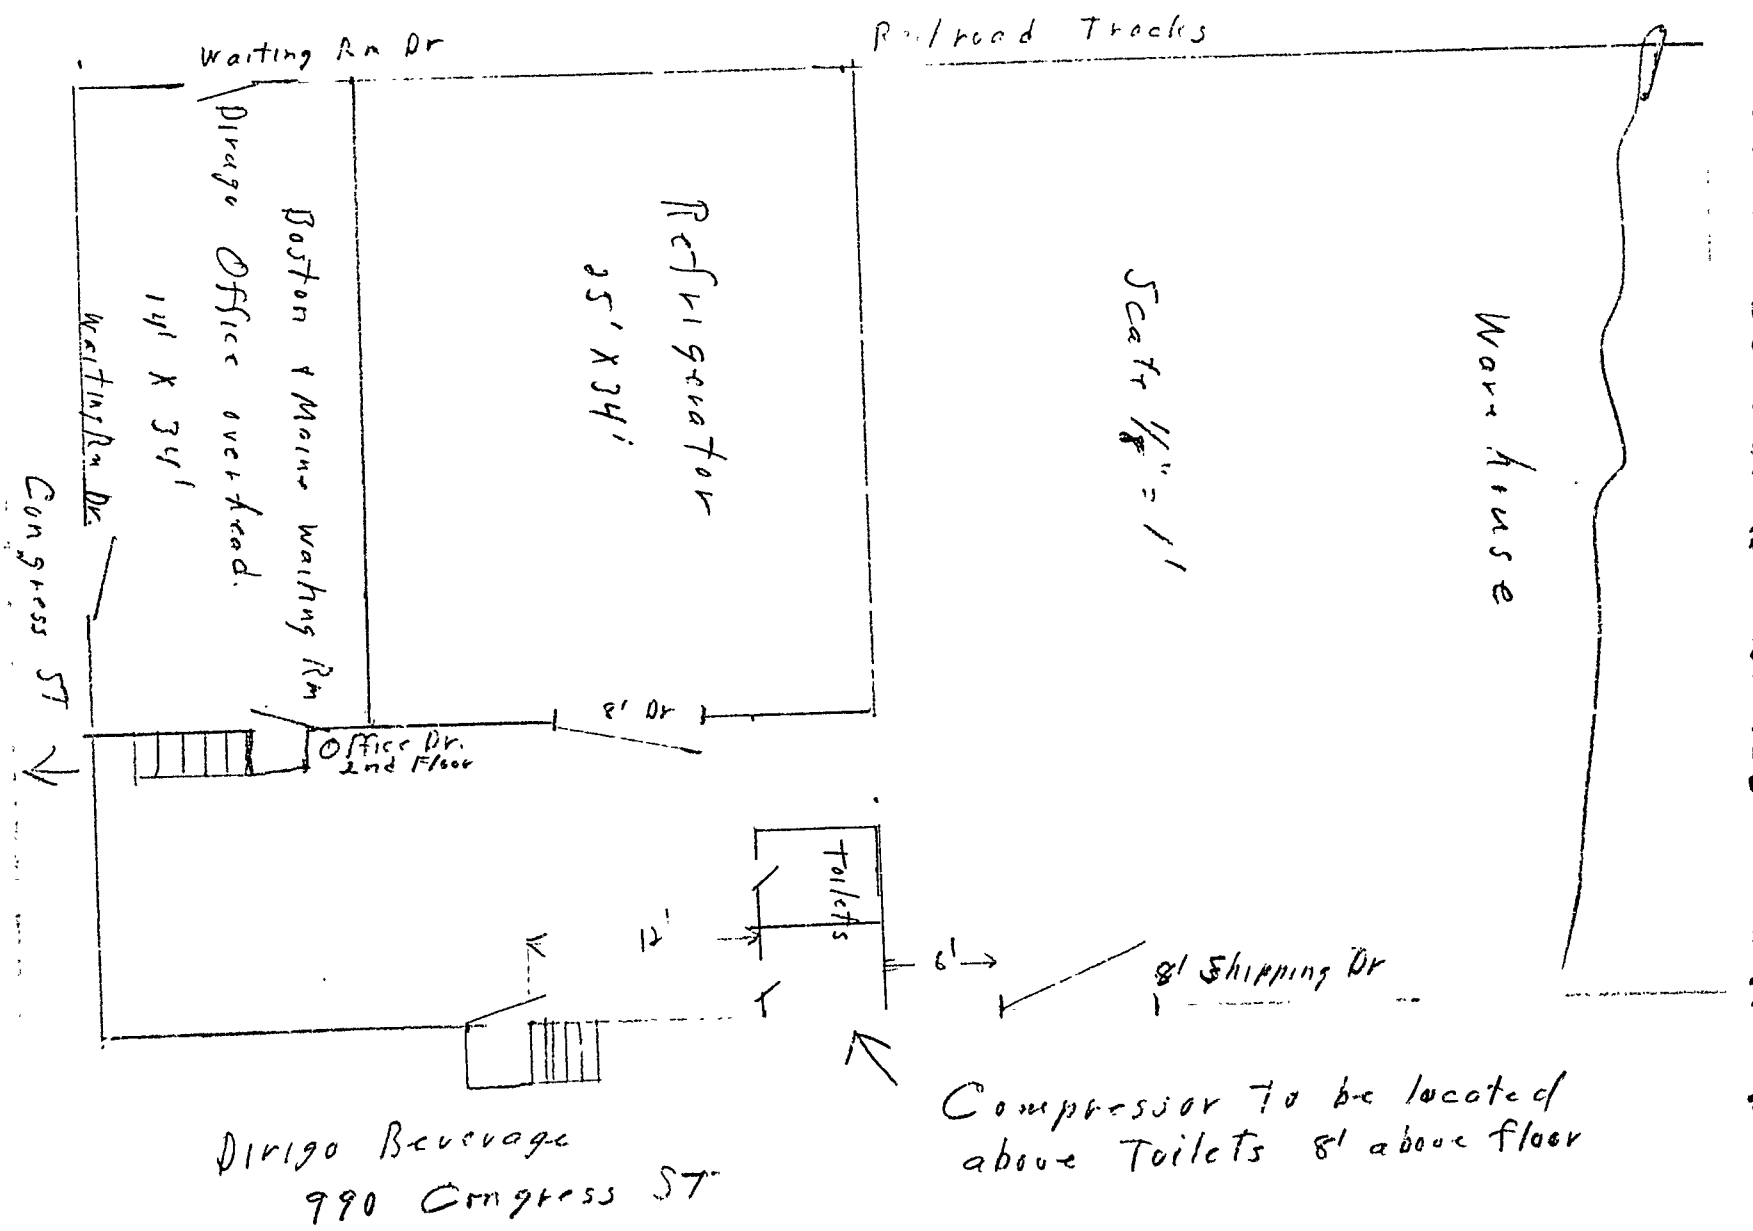 Waiting Rm Dr
Railroad Tracks
Boston & Maine Waiting Rm
Dirigo Office overhead.
14' X 34'
Waiting Rm Dr.
Congress ST
Refrigerator
25' X 34'
Scale 1/8" = 1'
Warehouse
8' Dr
Office Dr.
2nd Floor
Toilets
12'
6'
8' Shipping Dr
Compressor To be located
above Toilets 8' above floor
Dirigo Beverage
990 Congress ST